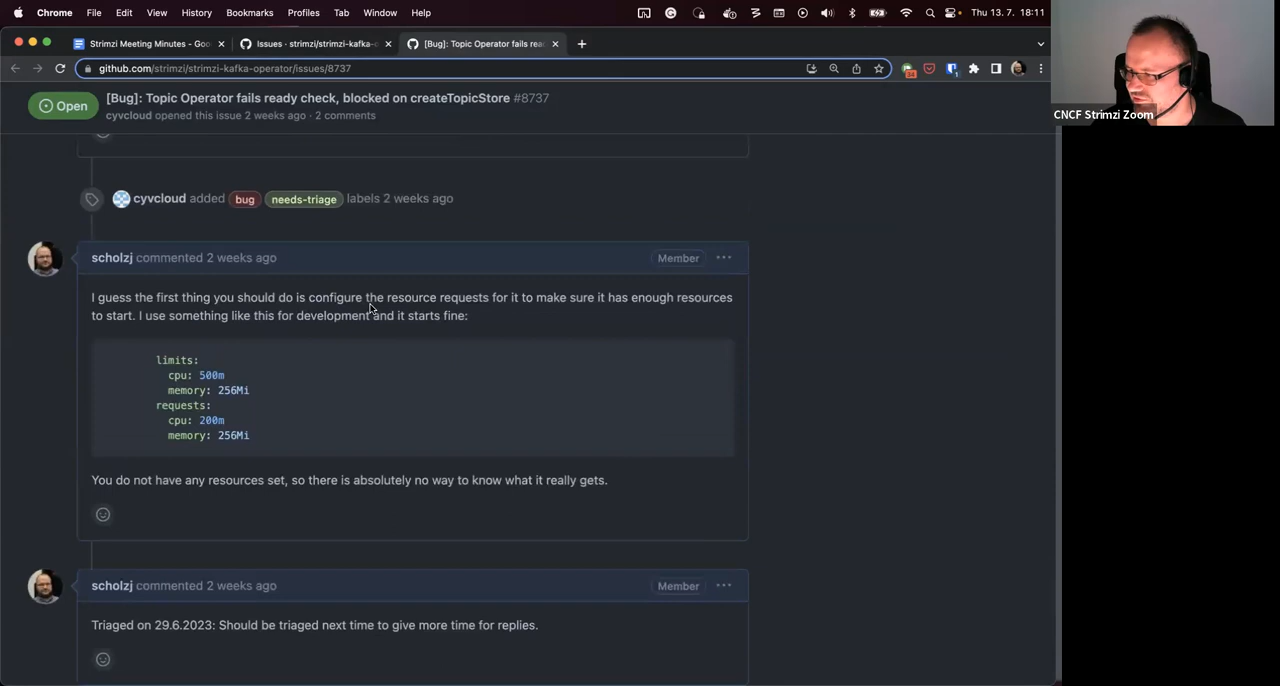 Chrome File Edit View History Bookmarks Profiles Tab Window Help Thu 13. 7. 18:11
Strimzi Meeting Minutes - Goo Issues · strimzi/strimzi-kafka-o [Bug]: Topic Operator fails rea
github.com/strimzi/strimzi-kafka-operator/issues/8737
CNCF Strimzi Zoom
Open
[Bug]: Topic Operator fails ready check, blocked on createTopicStore #8737
cyvcloud opened this issue 2 weeks ago · 2 comments
cyvcloud added bug needs-triage labels 2 weeks ago
scholzj commented 2 weeks ago Member
I guess the first thing you should do is configure the resource requests for it to make sure it has enough resources
to start. I use something like this for development and it starts fine:
limits:
cpu: 500m
memory: 256Mi
requests:
cpu: 200m
memory: 256Mi
You do not have any resources set, so there is absolutely no way to know what it really gets.
scholzj commented 2 weeks ago Member
Triaged on 29.6.2023: Should be triaged next time to give more time for replies.